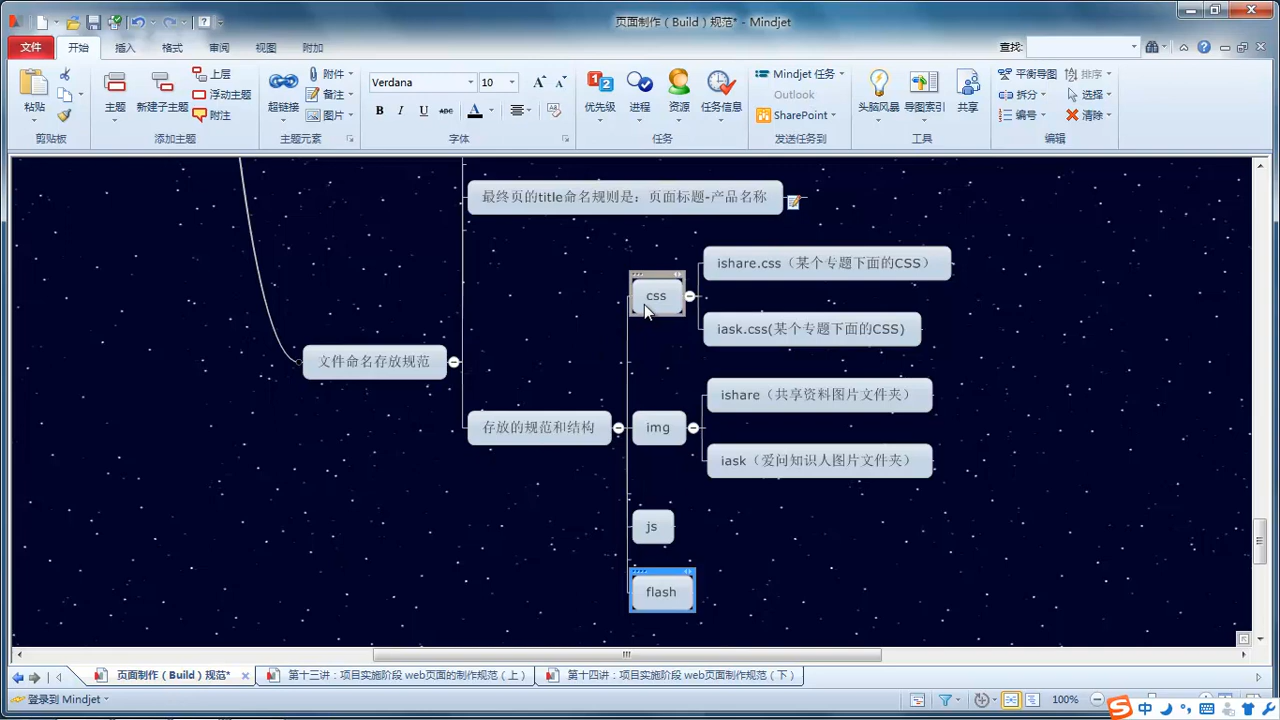 页面制作（Build）规范* - Mindjet
文件 开始 插入 格式 审阅 视图 附加 查找:
粘贴
剪贴板
主题 新建子主题 上层 浮动主题 附注
添加主题
超链接 附件 备注 图片
主题元素
Verdana 10
B I U abc A
字体
优先级 进程 资源 任务信息
任务
Mindjet 任务
Outlook
SharePoint
发送任务到
头脑风暴 导图索引 共享
工具
平衡导图 排序
拆分 选择
编号 清除
编辑
最终页的title命名规则是：页面标题-产品名称
ishare.css（某个专题下面的CSS）
css
iask.css(某个专题下面的CSS)
文件命名存放规范
ishare（共享资料图片文件夹）
存放的规范和结构
img
iask（爱问知识人图片文件夹）
js
flash
页面制作（Build）规范* 第十三讲：项目实施阶段 web页面的制作规范（上） 第十四讲：项目实施阶段 web页面制作规范（下）
登录到 Mindjet 100% 中